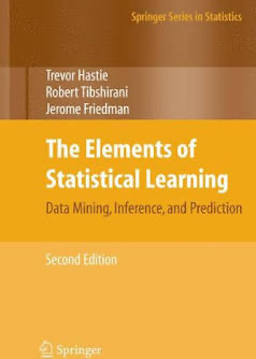 Springer Series in Statistics
Trevor Hastie
Robert Tibshirani
Jerome Friedman
The Elements of
Statistical Learning
Data Mining, Inference, and Prediction
Second Edition
Springer